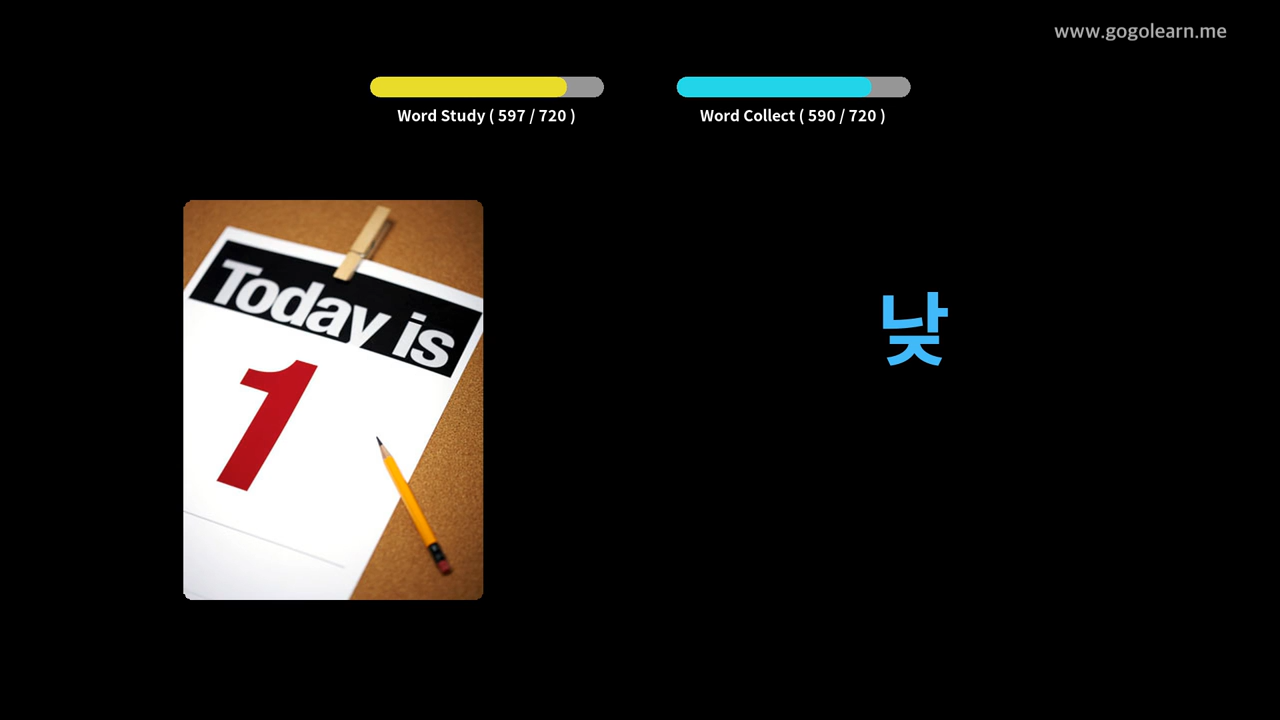 www.gogolearn.me
Word Study ( 597 / 720 )
Word Collect ( 590 / 720 )
Today is
1
낮